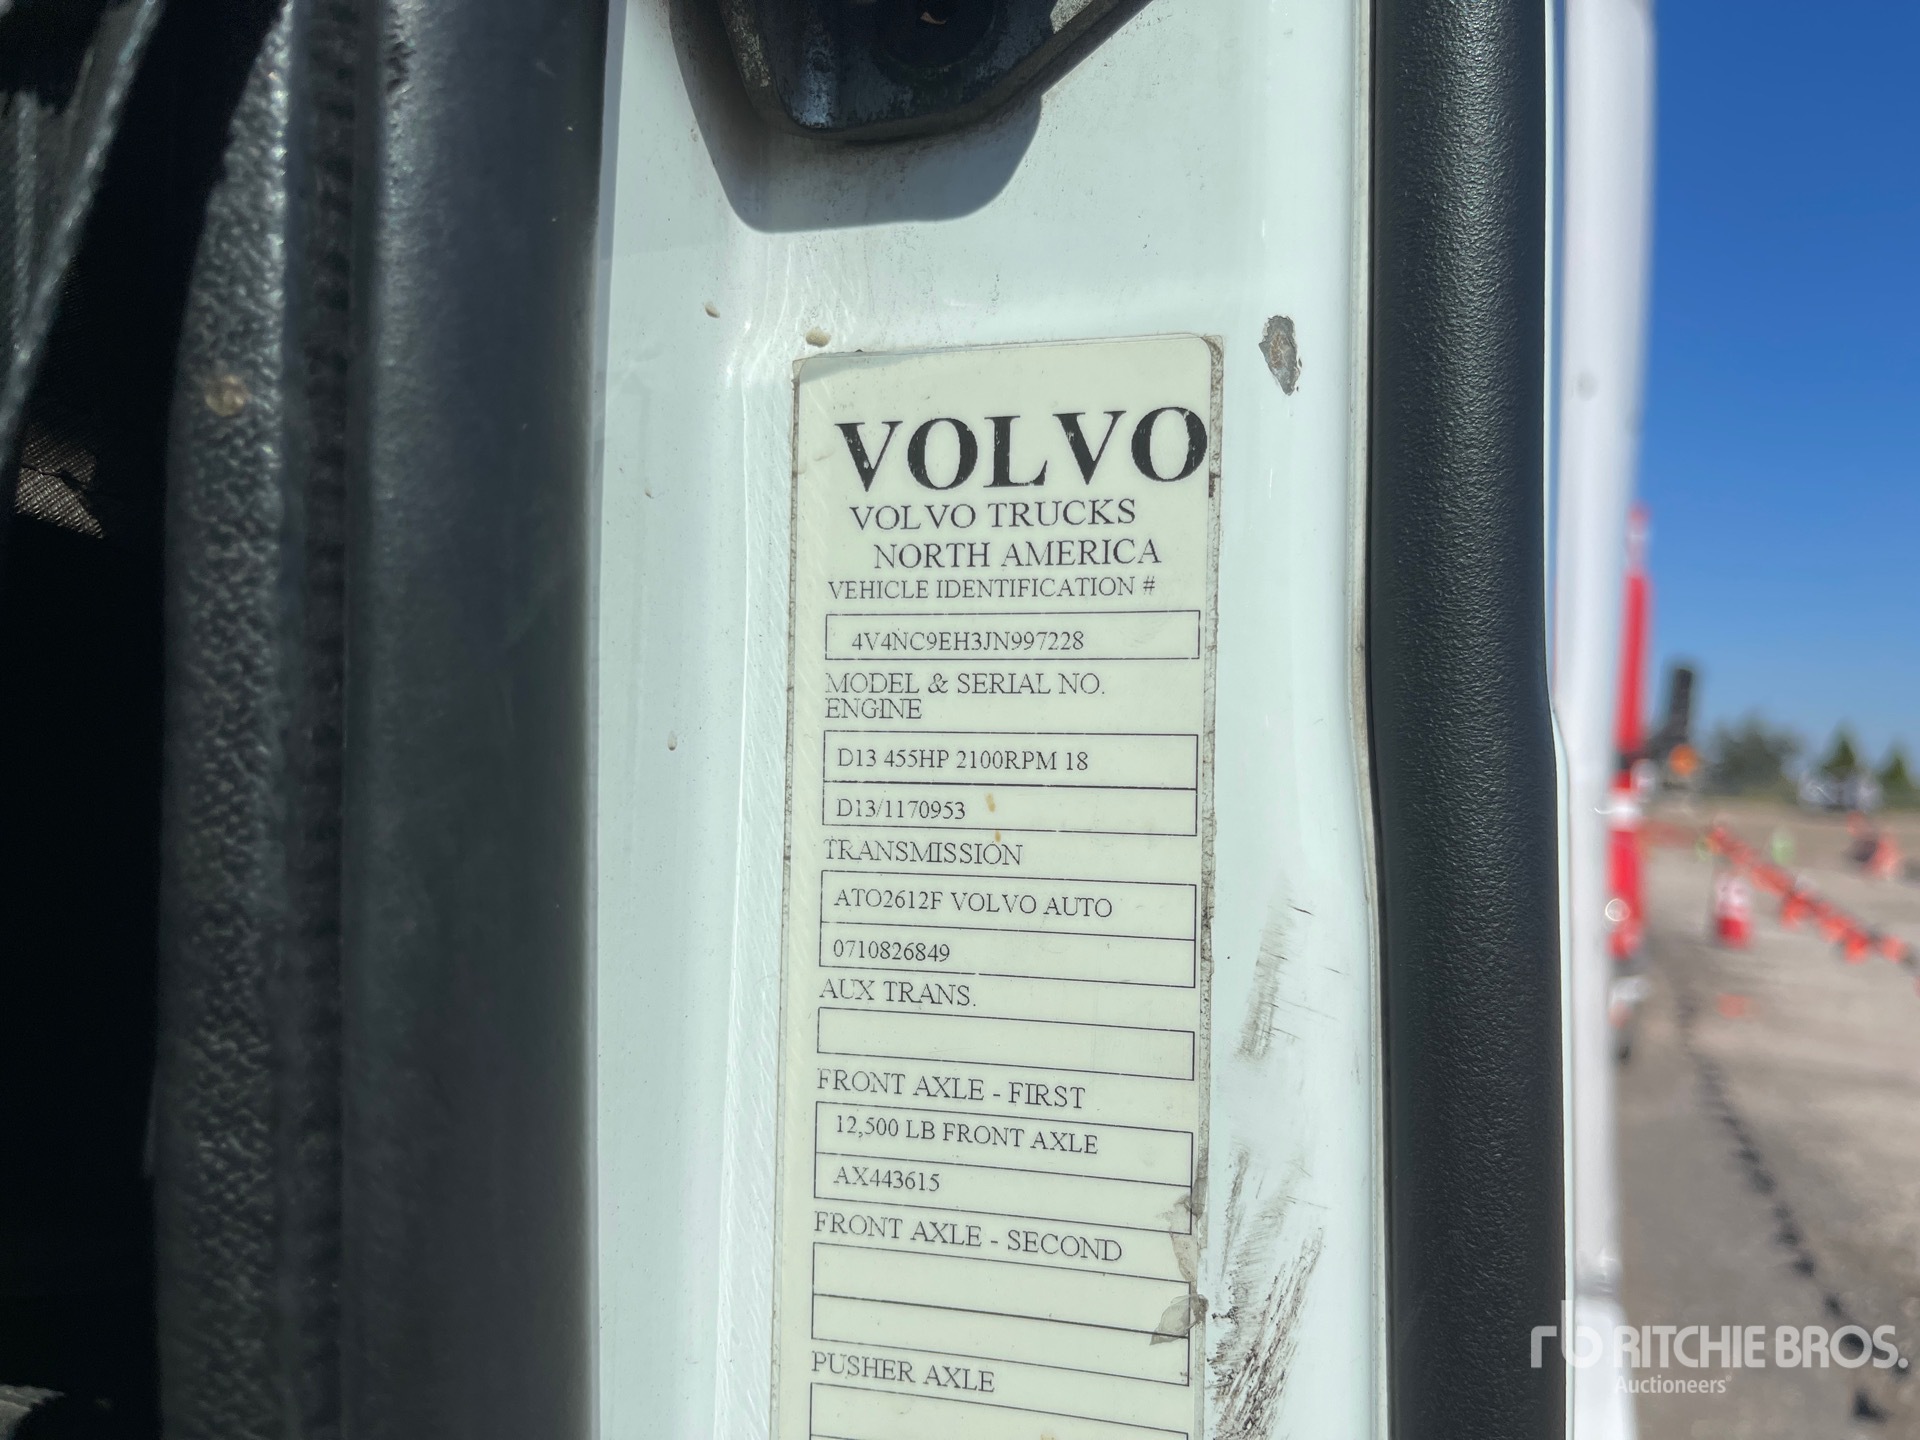 VOLVO
VOLVO TRUCKS
NORTH AMERICA
VEHICLE IDENTIFICATION #
4V4NC9EH3JN997228
MODEL & SERIAL NO.
ENGINE
D13 455HP 2100RPM 18
D13/1170953
TRANSMISSION
ATO2612F VOLVO AUTO
0710826849
AUX TRANS.
FRONT AXLE - FIRST
12,500 LB FRONT AXLE
AX443615
FRONT AXLE - SECOND
PUSHER AXLE
rb RITCHIE BROS.
Auctioneers